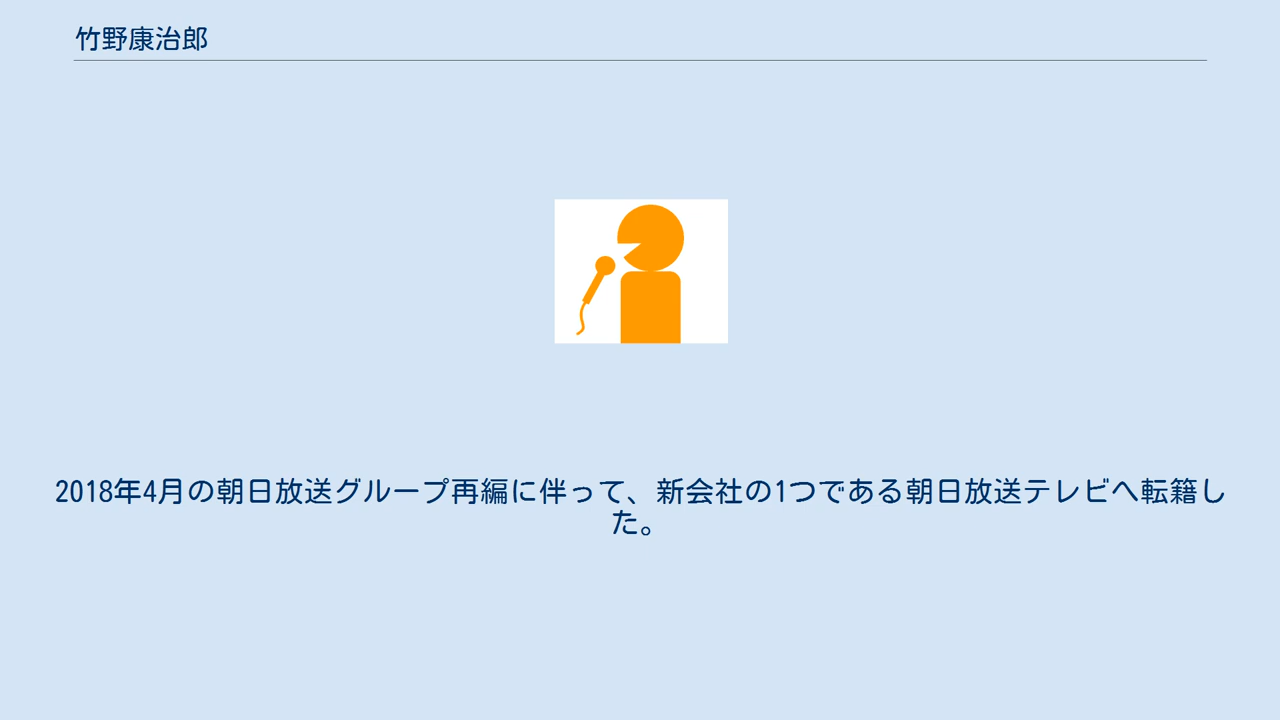 竹野康治郎
2018年4月の朝日放送グループ再編に伴って、新会社の1つである朝日放送テレビへ転籍し
た。